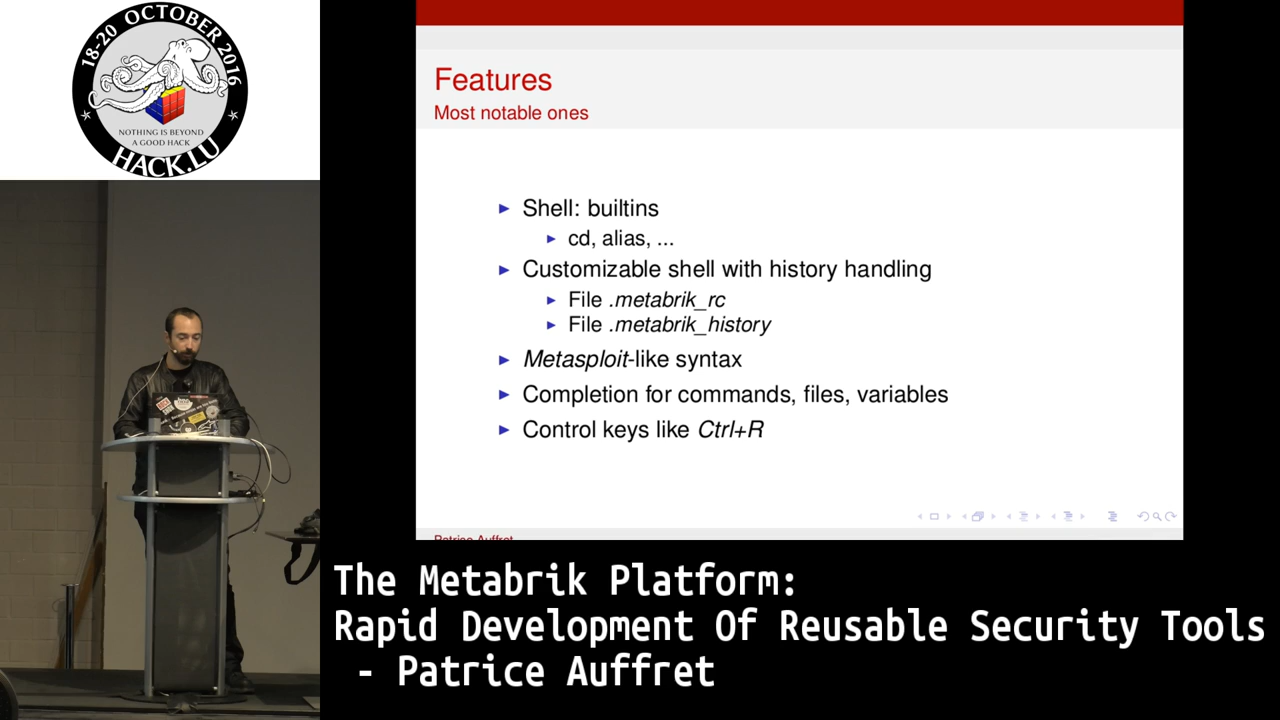 18-20 OCTOBER 2016
NOTHING IS BEYOND
A GOOD HACK
HACK.LU
Features
Most notable ones
Shell: builtins
cd, alias, ...
Customizable shell with history handling
File .metabrik_rc
File .metabrik_history
Metasploit-like syntax
Completion for commands, files, variables
Control keys like Ctrl+R
Patrice Auffret
The Metabrik Platform:
Rapid Development Of Reusable Security Tools
- Patrice Auffret